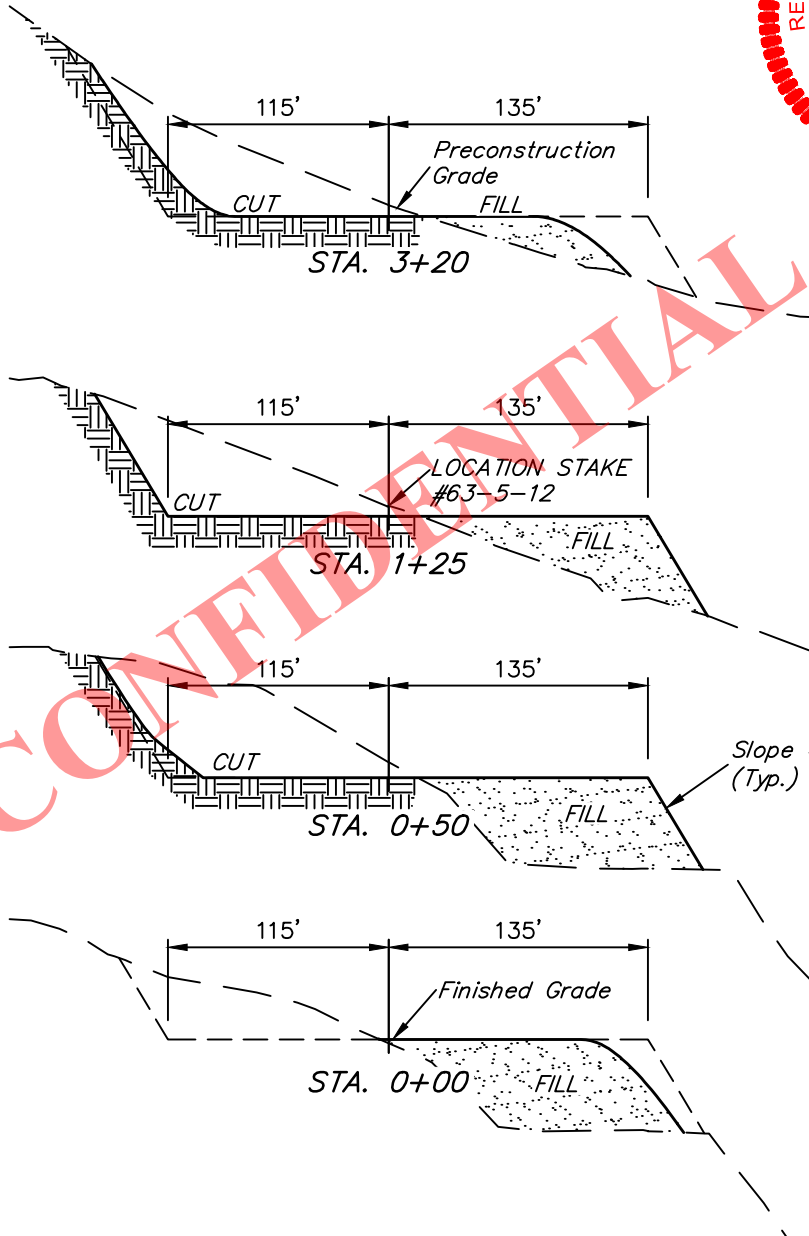 RE
115' 135'
Preconstruction
Grade
CUT FILL
STA. 3+20
115' 135'
LOCATION STAKE
#63-5-12
CUT
FILL
STA. 1+25
CONFIDENTIAL
115' 135'
Slope
(Typ.)
CUT
FILL
STA. 0+50
115' 135'
Finished Grade
STA. 0+00
FILL